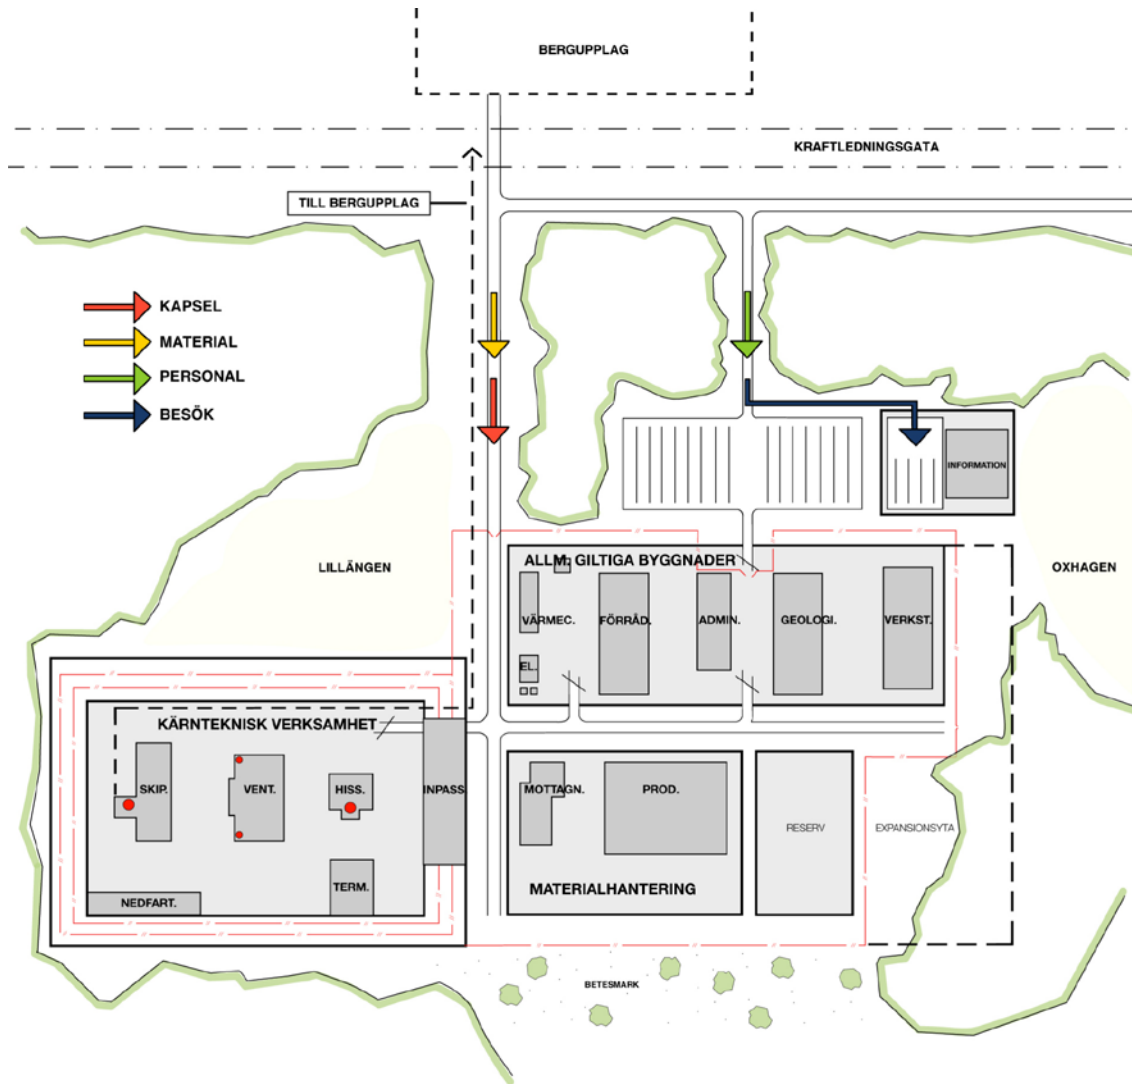 BERGUPPLAG
KRAFTLEDNINGSGATA
TILL BERGUPPLAG
KAPSEL
MATERIAL
PERSONAL
BESÖK
INFORMATION
LILLÄNGEN
ALLM. GILTIGA BYGGNADER
OXHAGEN
VÄRMEC.
FÖRRÅD.
ADMIN.
GEOLOGI.
VERKST.
EL.
KÄRNTEKNISK VERKSAMHET
SKIP.
VENT.
HISS.
INPASS
MOTTAGN.
PROD.
RESERV
EXPANSIONSYTA
TERM.
MATERIALHANTERING
NEDFART.
BETESMARK